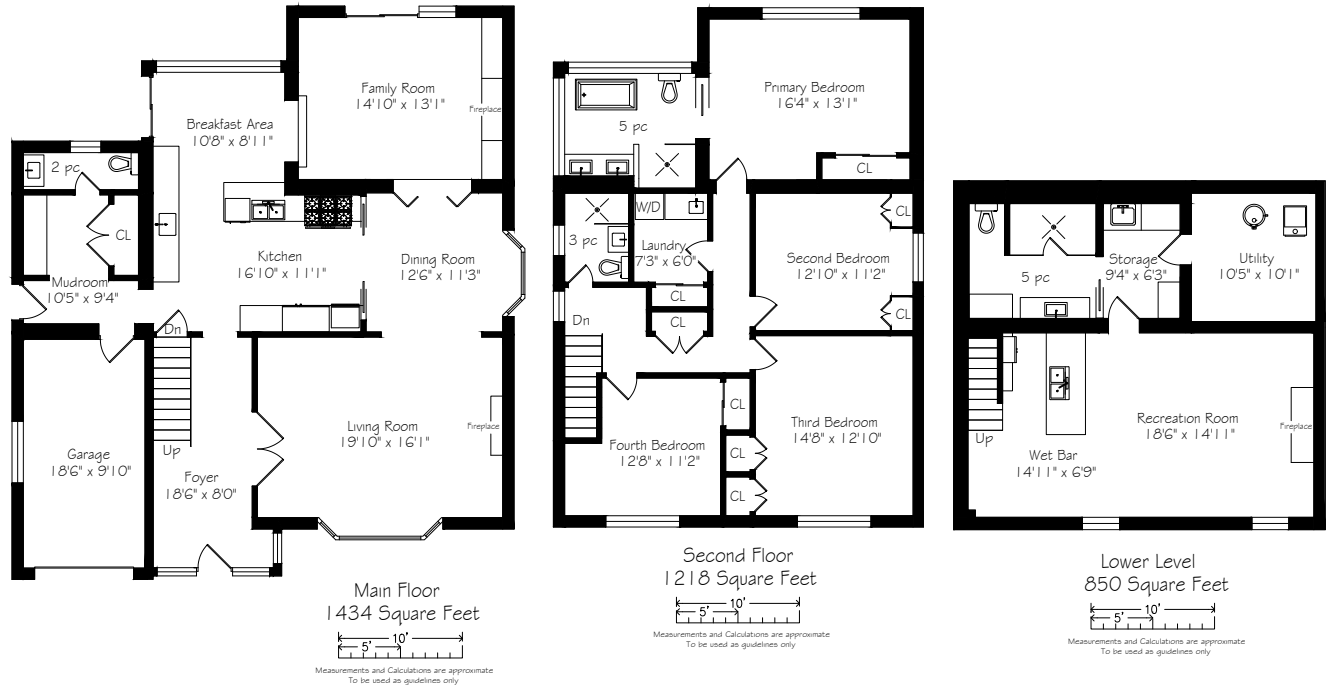 Family Room
14'10" x 13'1"
Fireplace
Breakfast Area
10'8" x 8'11"
2 pc
CL
Kitchen
16'10" x 11'1"
Dining Room
12'6" x 11'3"
Mudroom
10'5" x 9'4"
Dn
Up
Garage
18'6" x 9'10"
Foyer
18'6" x 8'0"
Living Room
19'10" x 16'1"
Fireplace
Main Floor
1434 Square Feet
10'
5'
Measurements and Calculations are approximate
To be used as guidelines only
Primary Bedroom
16'4" x 13'1"
5 pc
CL
W/D
3 pc
Laundry
7'3" x 6'0"
CL
CL
Second Bedroom
12'10" x 11'2"
CL
CL
Dn
CL
CL
CL
Third Bedroom
14'8" x 12'10"
Fourth Bedroom
12'8" x 11'2"
Second Floor
1218 Square Feet
10'
5'
Measurements and Calculations are approximate
To be used as guidelines only
5 pc
Storage
9'4" x 6'3"
Utility
10'5" x 10'1"
Up
Wet Bar
14'11" x 6'9"
Recreation Room
18'6" x 14'11"
Fireplace
Lower Level
850 Square Feet
10'
5'
Measurements and Calculations are approximate
To be used as guidelines only